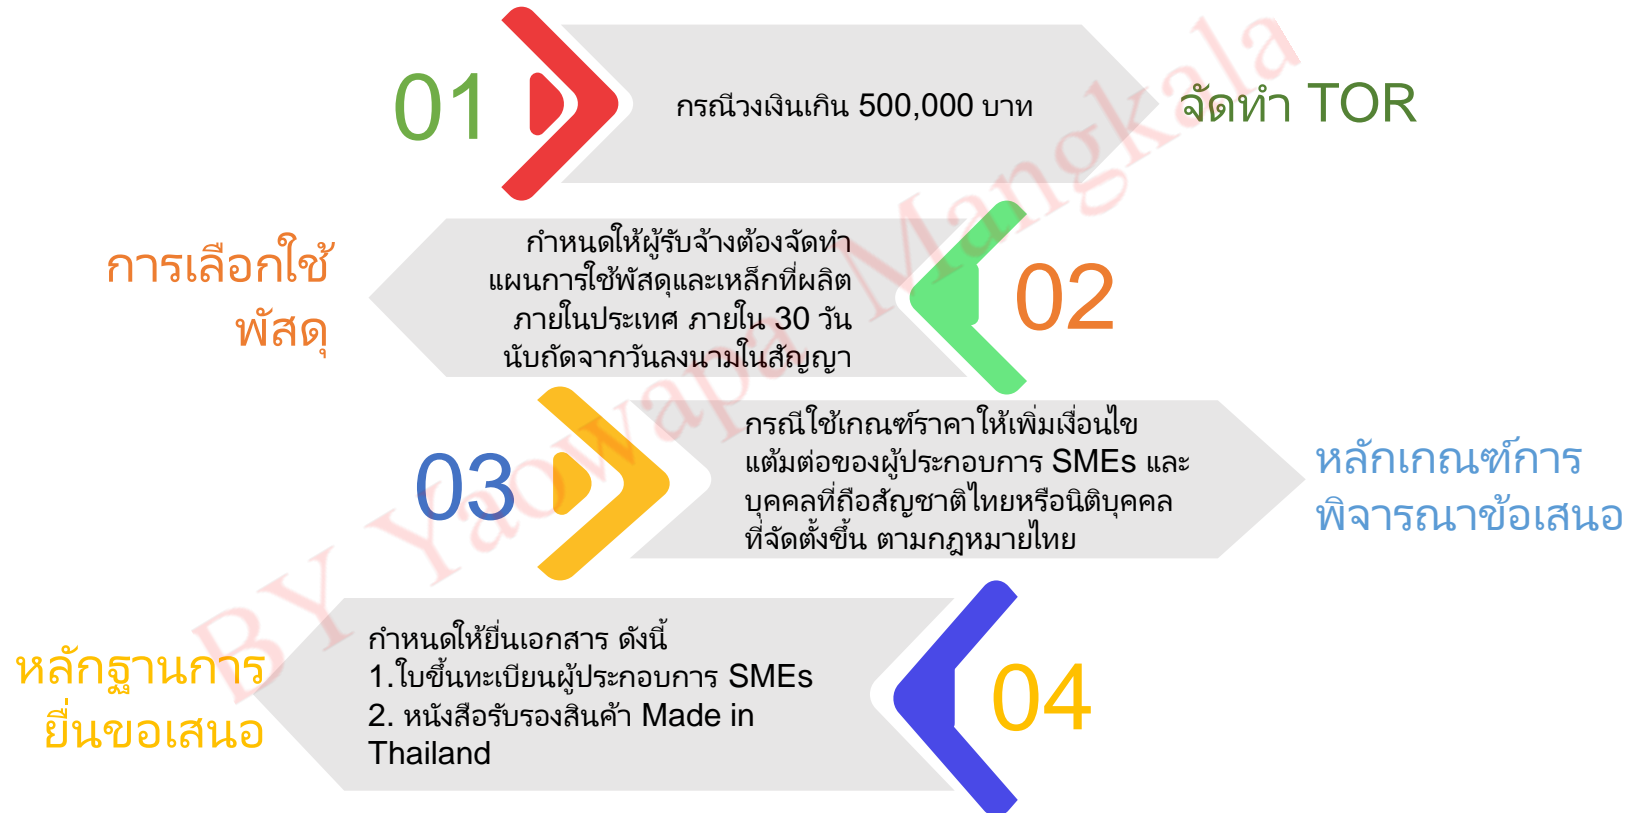 01
กรณีวงเงินเกิน 500,000 บาท
จัดทำ TOR
การเลือกใช้
พัสดุ
กำหนดให้ผู้รับจ้างต้องจัดทำ
แผนการใช้พัสดุและเหล็กที่ผลิต
ภายในประเทศ ภายใน 30 วัน
นับถัดจากวันลงนามในสัญญา
02
03
กรณีใช้เกณฑ์ราคาให้เพิ่มเงื่อนไข
แต้มต่อของผู้ประกอบการ SMEs และ
บุคคลที่ถือสัญชาติไทยหรือนิติบุคคล
ที่จัดตั้งขึ้น ตามกฎหมายไทย
หลักเกณฑ์การ
พิจารณาข้อเสนอ
หลักฐานการ
ยื่นขอเสนอ
กำหนดให้ยื่นเอกสาร ดังนี้
1.ใบขึ้นทะเบียนผู้ประกอบการ SMEs
2. หนังสือรับรองสินค้า Made in
Thailand
04
BY Yaowapa Mangkala